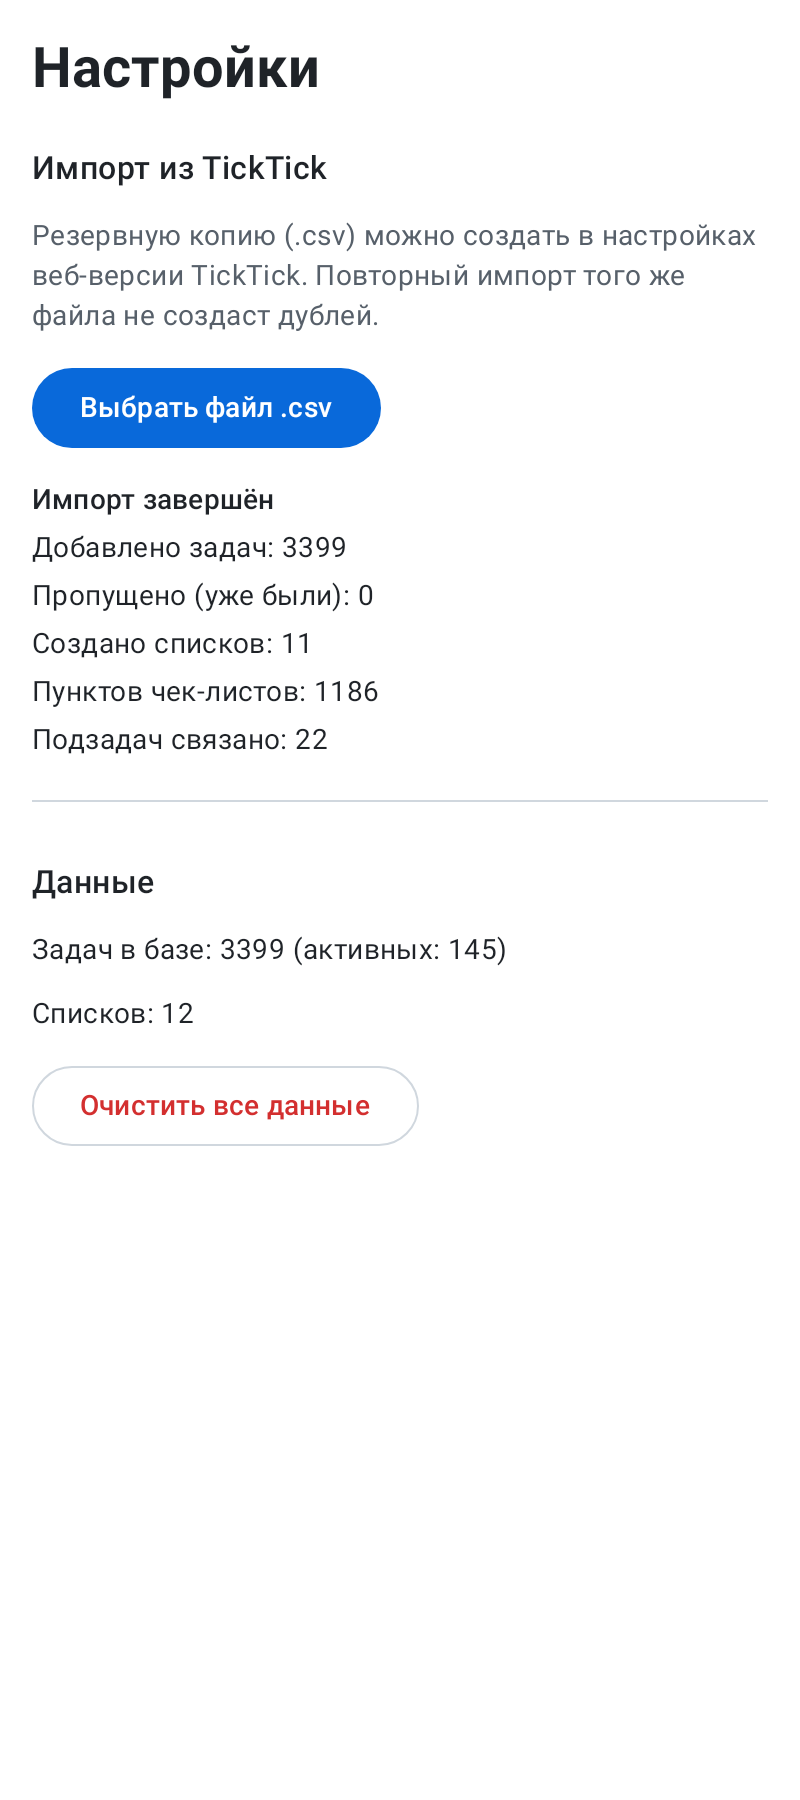 Настройки
Импорт из TickTick
Резервную копию (.csv) можно создать в настройках
веб-версии TickTick. Повторный импорт того же
файла не создаст дублей.
Выбрать файл .csv
Импорт завершён
Добавлено задач: 3399
Пропущено (уже были): 0
Создано списков: 11
Пунктов чек-листов: 1186
Подзадач связано: 22
Данные
Задач в базе: 3399 (активных: 145)
Списков: 12
Очистить все данные